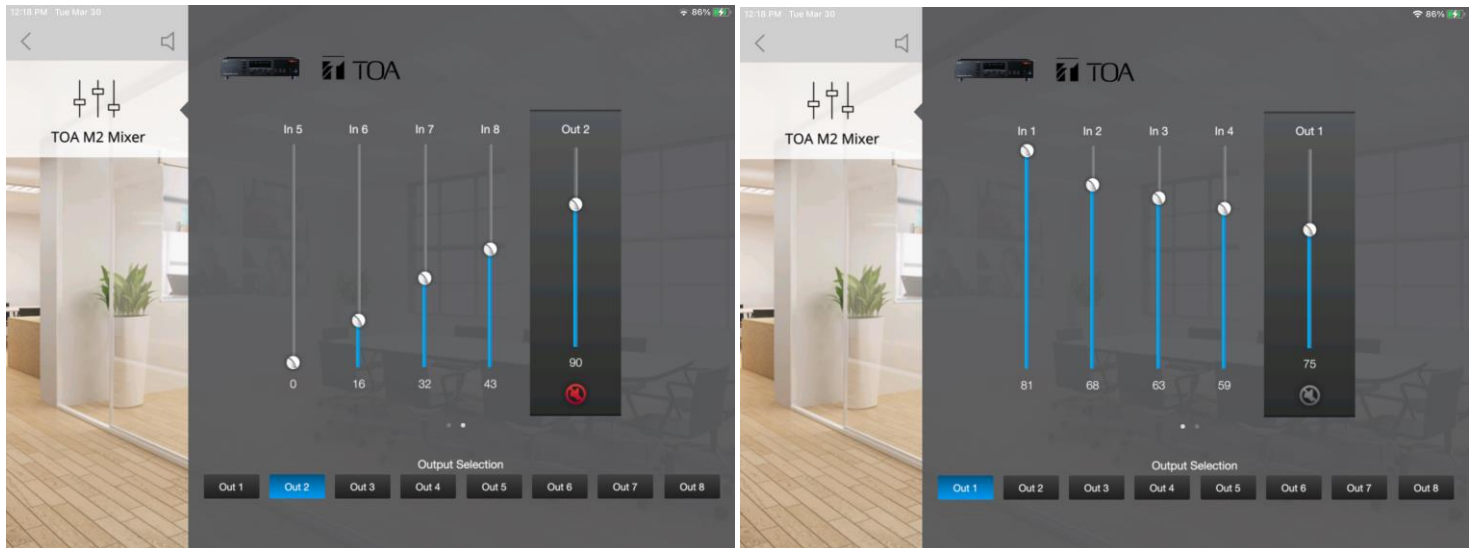 12:18 PM Tue Mar 30
86%
TOA
TOA M2 Mixer
In 5 In 6 In 7 In 8 Out 2
90
0 16 32 43
Output Selection
Out 1 Out 2 Out 3 Out 4 Out 5 Out 6 Out 7 Out 8
12:18 PM Tue Mar 30
86%
TOA
TOA M2 Mixer
In 1 In 2 In 3 In 4 Out 1
75
81 68 63 59
Output Selection
Out 1 Out 2 Out 3 Out 4 Out 5 Out 6 Out 7 Out 8